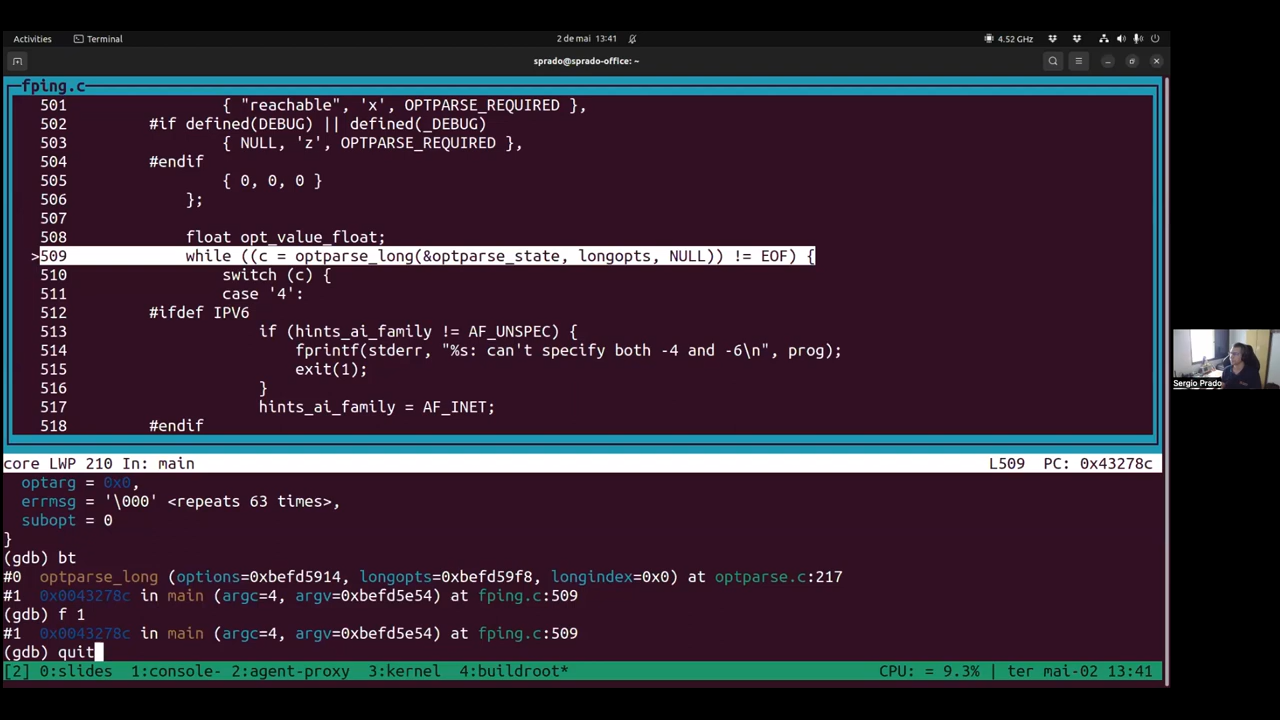 Activities Terminal 2 de mai 13:41 4.52 GHz
sprado@sprado-office: ~
fping.c
501 { "reachable", 'x', OPTPARSE_REQUIRED },
502 #if defined(DEBUG) || defined(_DEBUG)
503 { NULL, 'z', OPTPARSE_REQUIRED },
504 #endif
505 { 0, 0, 0 }
506 };
507
508 float opt_value_float;
>509 while ((c = optparse_long(&optparse_state, longopts, NULL)) != EOF) {
510 switch (c) {
511 case '4':
512 #ifdef IPV6
513 if (hints_ai_family != AF_UNSPEC) {
514 fprintf(stderr, "%s: can't specify both -4 and -6\n", prog);
515 exit(1);
516 }
517 hints_ai_family = AF_INET;
518 #endif
core LWP 210 In: main L509 PC: 0x43278c
optarg = 0x0,
errmsg = '\000' <repeats 63 times>,
subopt = 0
}
(gdb) bt
#0 optparse_long (options=0xbefd5914, longopts=0xbefd59f8, longindex=0x0) at optparse.c:217
#1 0x0043278c in main (argc=4, argv=0xbefd5e54) at fping.c:509
(gdb) f 1
#1 0x0043278c in main (argc=4, argv=0xbefd5e54) at fping.c:509
(gdb) quit
[2] 0:slides 1:console- 2:agent-proxy 3:kernel 4:buildroot* CPU: = 9.3% | ter mai-02 13:41
Sergio Prado